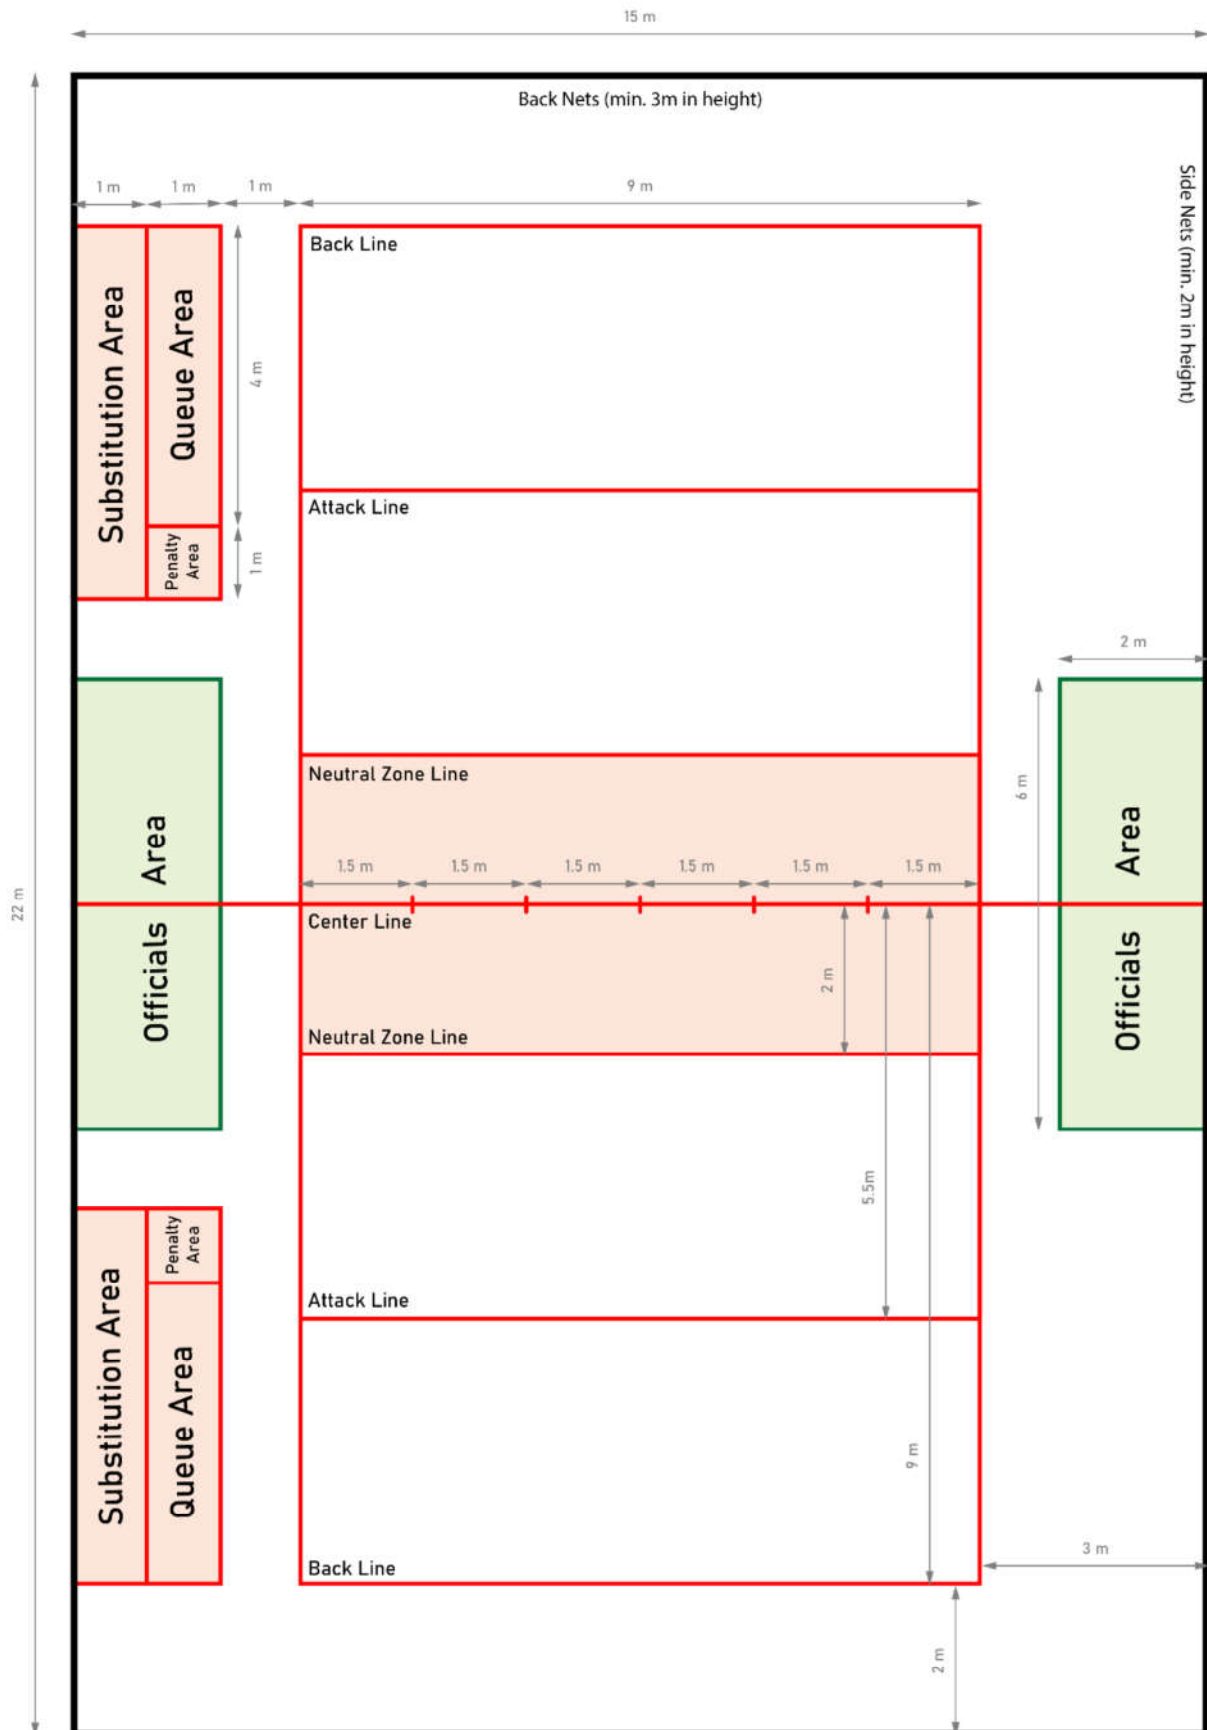 15 m
Back Nets (min. 3m in height)
Side Nets (min. 2m in height)
1 m
1 m
1 m
9 m
Back Line
Substitution Area
Queue Area
4 m
Attack Line
Penalty
Area
1 m
2 m
Neutral Zone Line
6 m
Officials Area
Officials Area
1.5 m
1.5 m
1.5 m
1.5 m
1.5 m
1.5 m
22 m
Center Line
2 m
Neutral Zone Line
5.5m
Penalty
Area
Substitution Area
Queue Area
Attack Line
9 m
Back Line
3 m
2 m